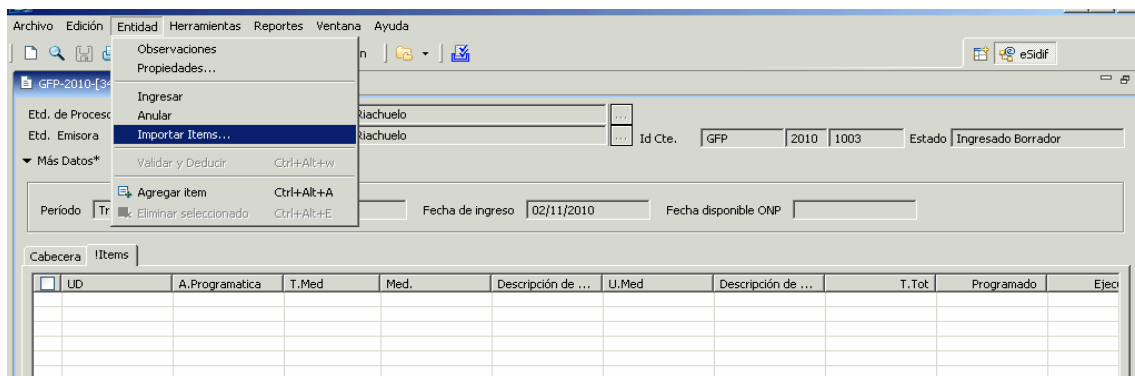 Archivo Edición Entidad Herramientas Reportes Ventana Ayuda
Observaciones
Propiedades...
n
eSidif
GFP-2010-[34
Ingresar
Etd. de Proceso
Anular
Riachuelo
...
Etd. Emisora
Importar Items...
Riachuelo
...
Id Cte. GFP 2010 1003 Estado Ingresado Borrador
Más Datos*
Validar y Deducir Ctrl+Alt+w
Agregar item Ctrl+Alt+A
Período Tr
Eliminar seleccionado Ctrl+Alt+E
Fecha de ingreso 02/11/2010 Fecha disponible ONP
Cabecera !Items
UD A.Programatica T.Med Med. Descripción de ... U.Med Descripción de ... T.Tot Programado Ejecu